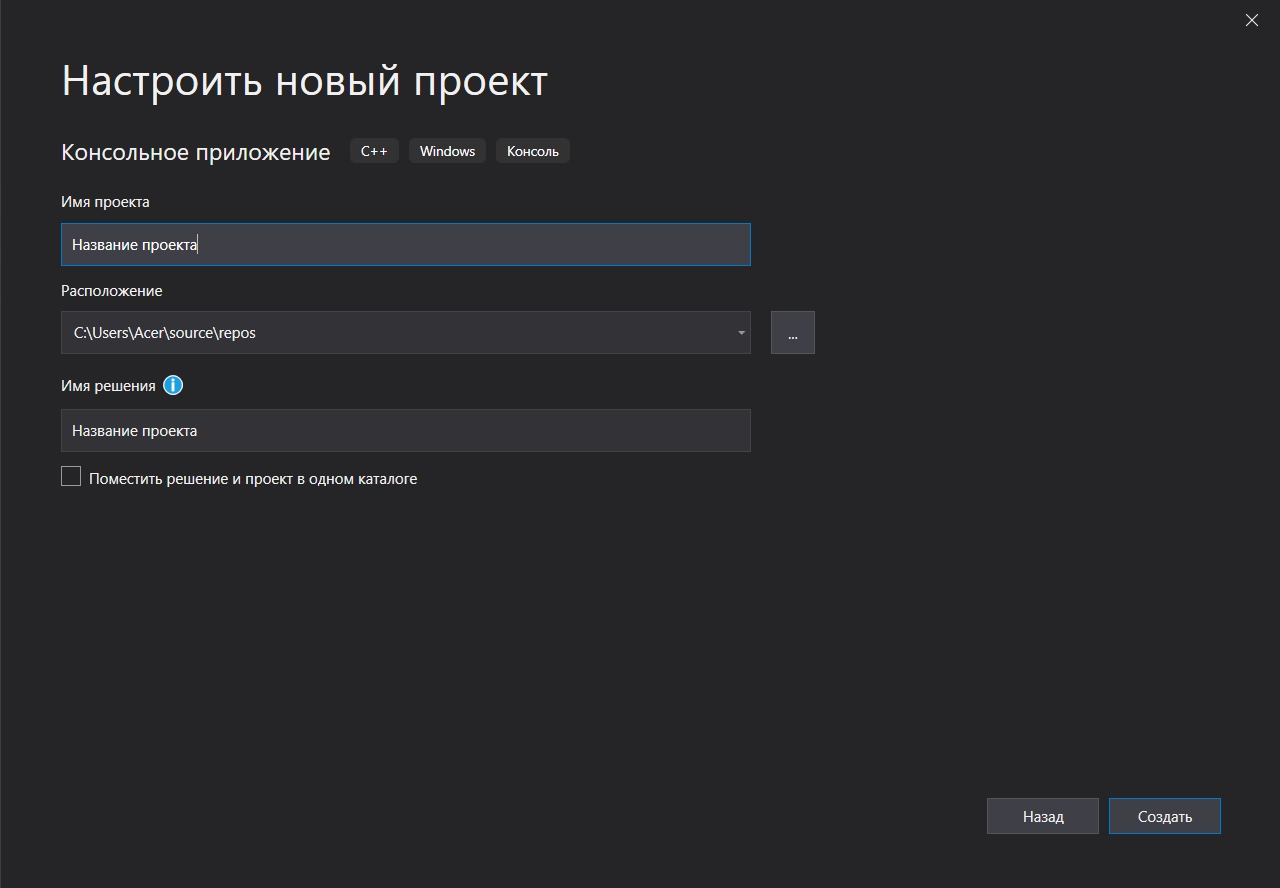 Настроить новый проект
Консольное приложение C++ Windows Консоль
Имя проекта
Название проекта
Расположение
C:\Users\Acer\source\repos
...
Имя решения
Название проекта
Поместить решение и проект в одном каталоге
Назад Создать